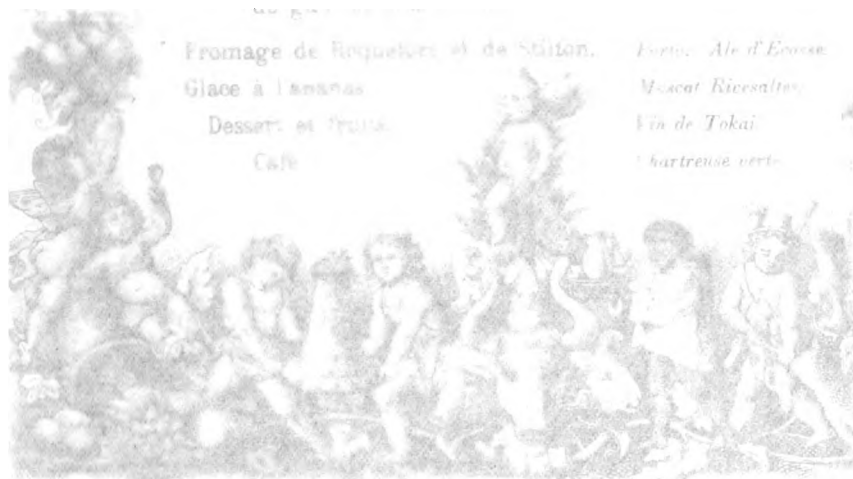 Fromage de Roquefort et de Stilton.
Glace à l'ananas
Dessert et fruits
Café
Porter. Ale d'Ecosse.
Muscat Rivesaltes.
Vin de Tokai.
Chartreuse verte